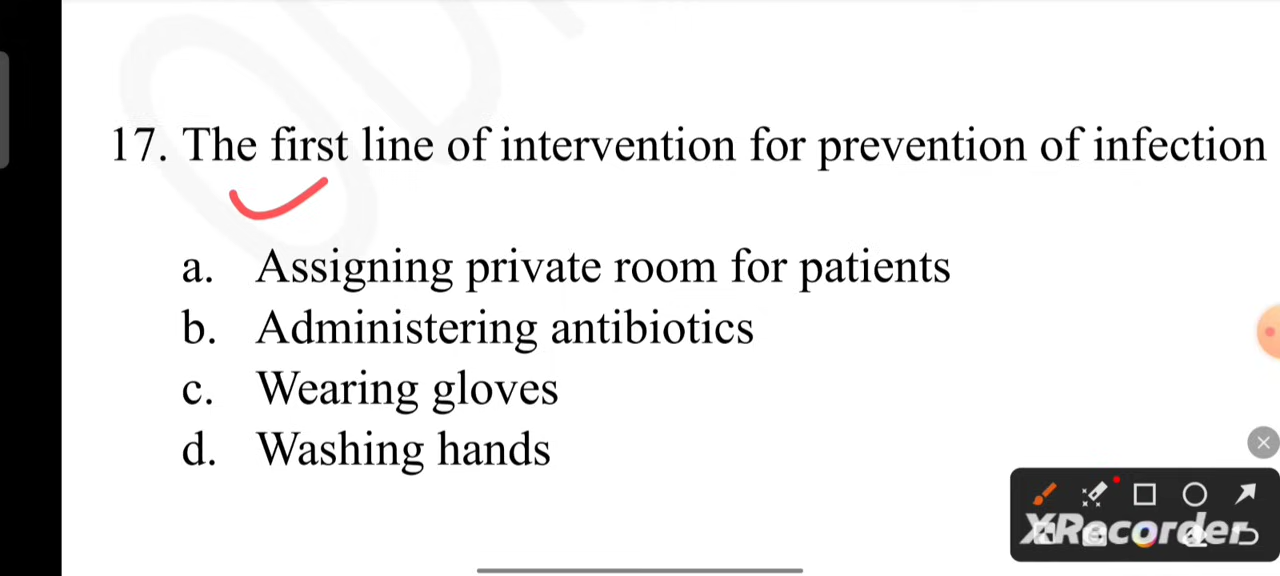 17. The first line of intervention for prevention of infection
a. Assigning private room for patients
b. Administering antibiotics
c. Wearing gloves
d. Washing hands
XRecorder